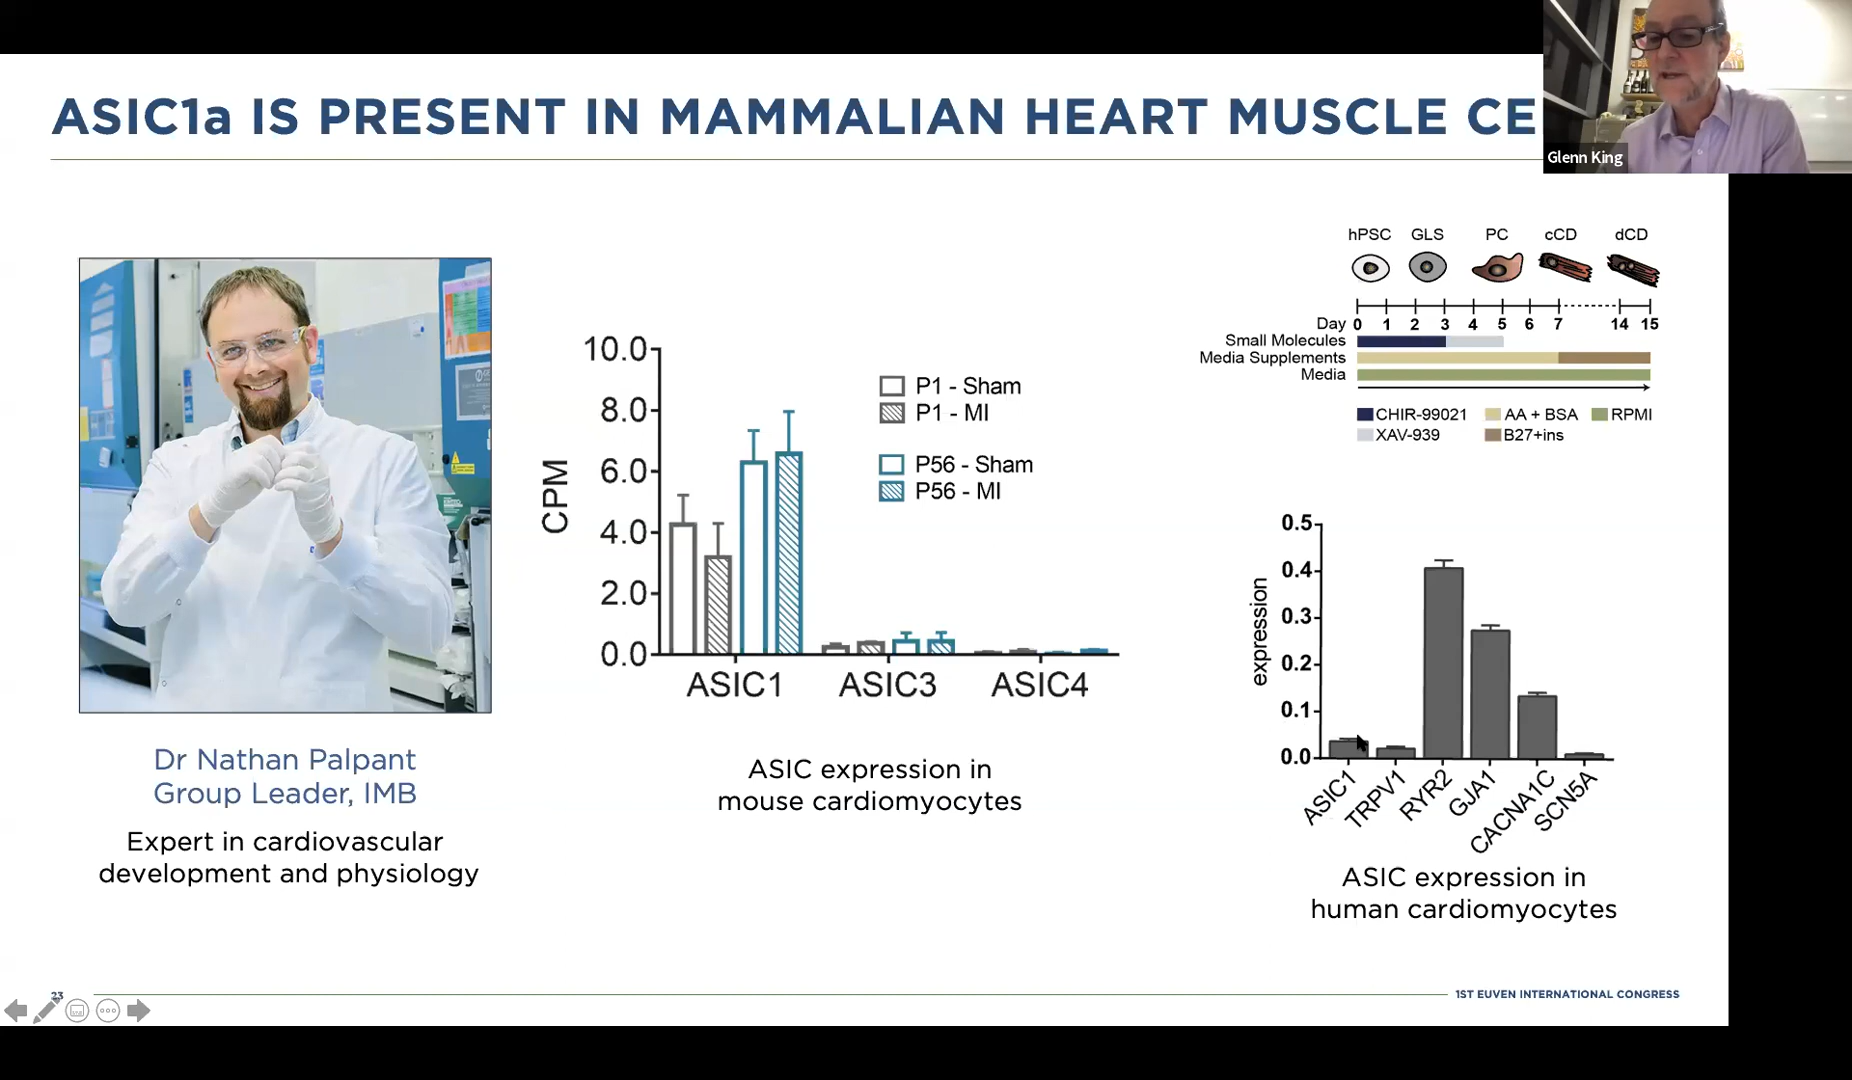 ASIC1a IS PRESENT IN MAMMALIAN HEART MUSCLE CE
Glenn King
Dr Nathan Palpant
Group Leader, IMB
Expert in cardiovascular
development and physiology
10.0
8.0
6.0
4.0
2.0
0.0
CPM
P1 - Sham
P1 - MI
P56 - Sham
P56 - MI
ASIC1 ASIC3 ASIC4
ASIC expression in
mouse cardiomyocytes
hPSC GLS PC cCD dCD
Day 0 1 2 3 4 5 6 7 14 15
Small Molecules
Media Supplements
Media
CHIR-99021 AA + BSA RPMI
XAV-939 B27+ins
0.5
0.4
0.3
0.2
0.1
0.0
expression
ASIC1 TRPV1 RYR2 GJA1 CACNA1C SCN5A
ASIC expression in
human cardiomyocytes
23
1ST EUVEN INTERNATIONAL CONGRESS